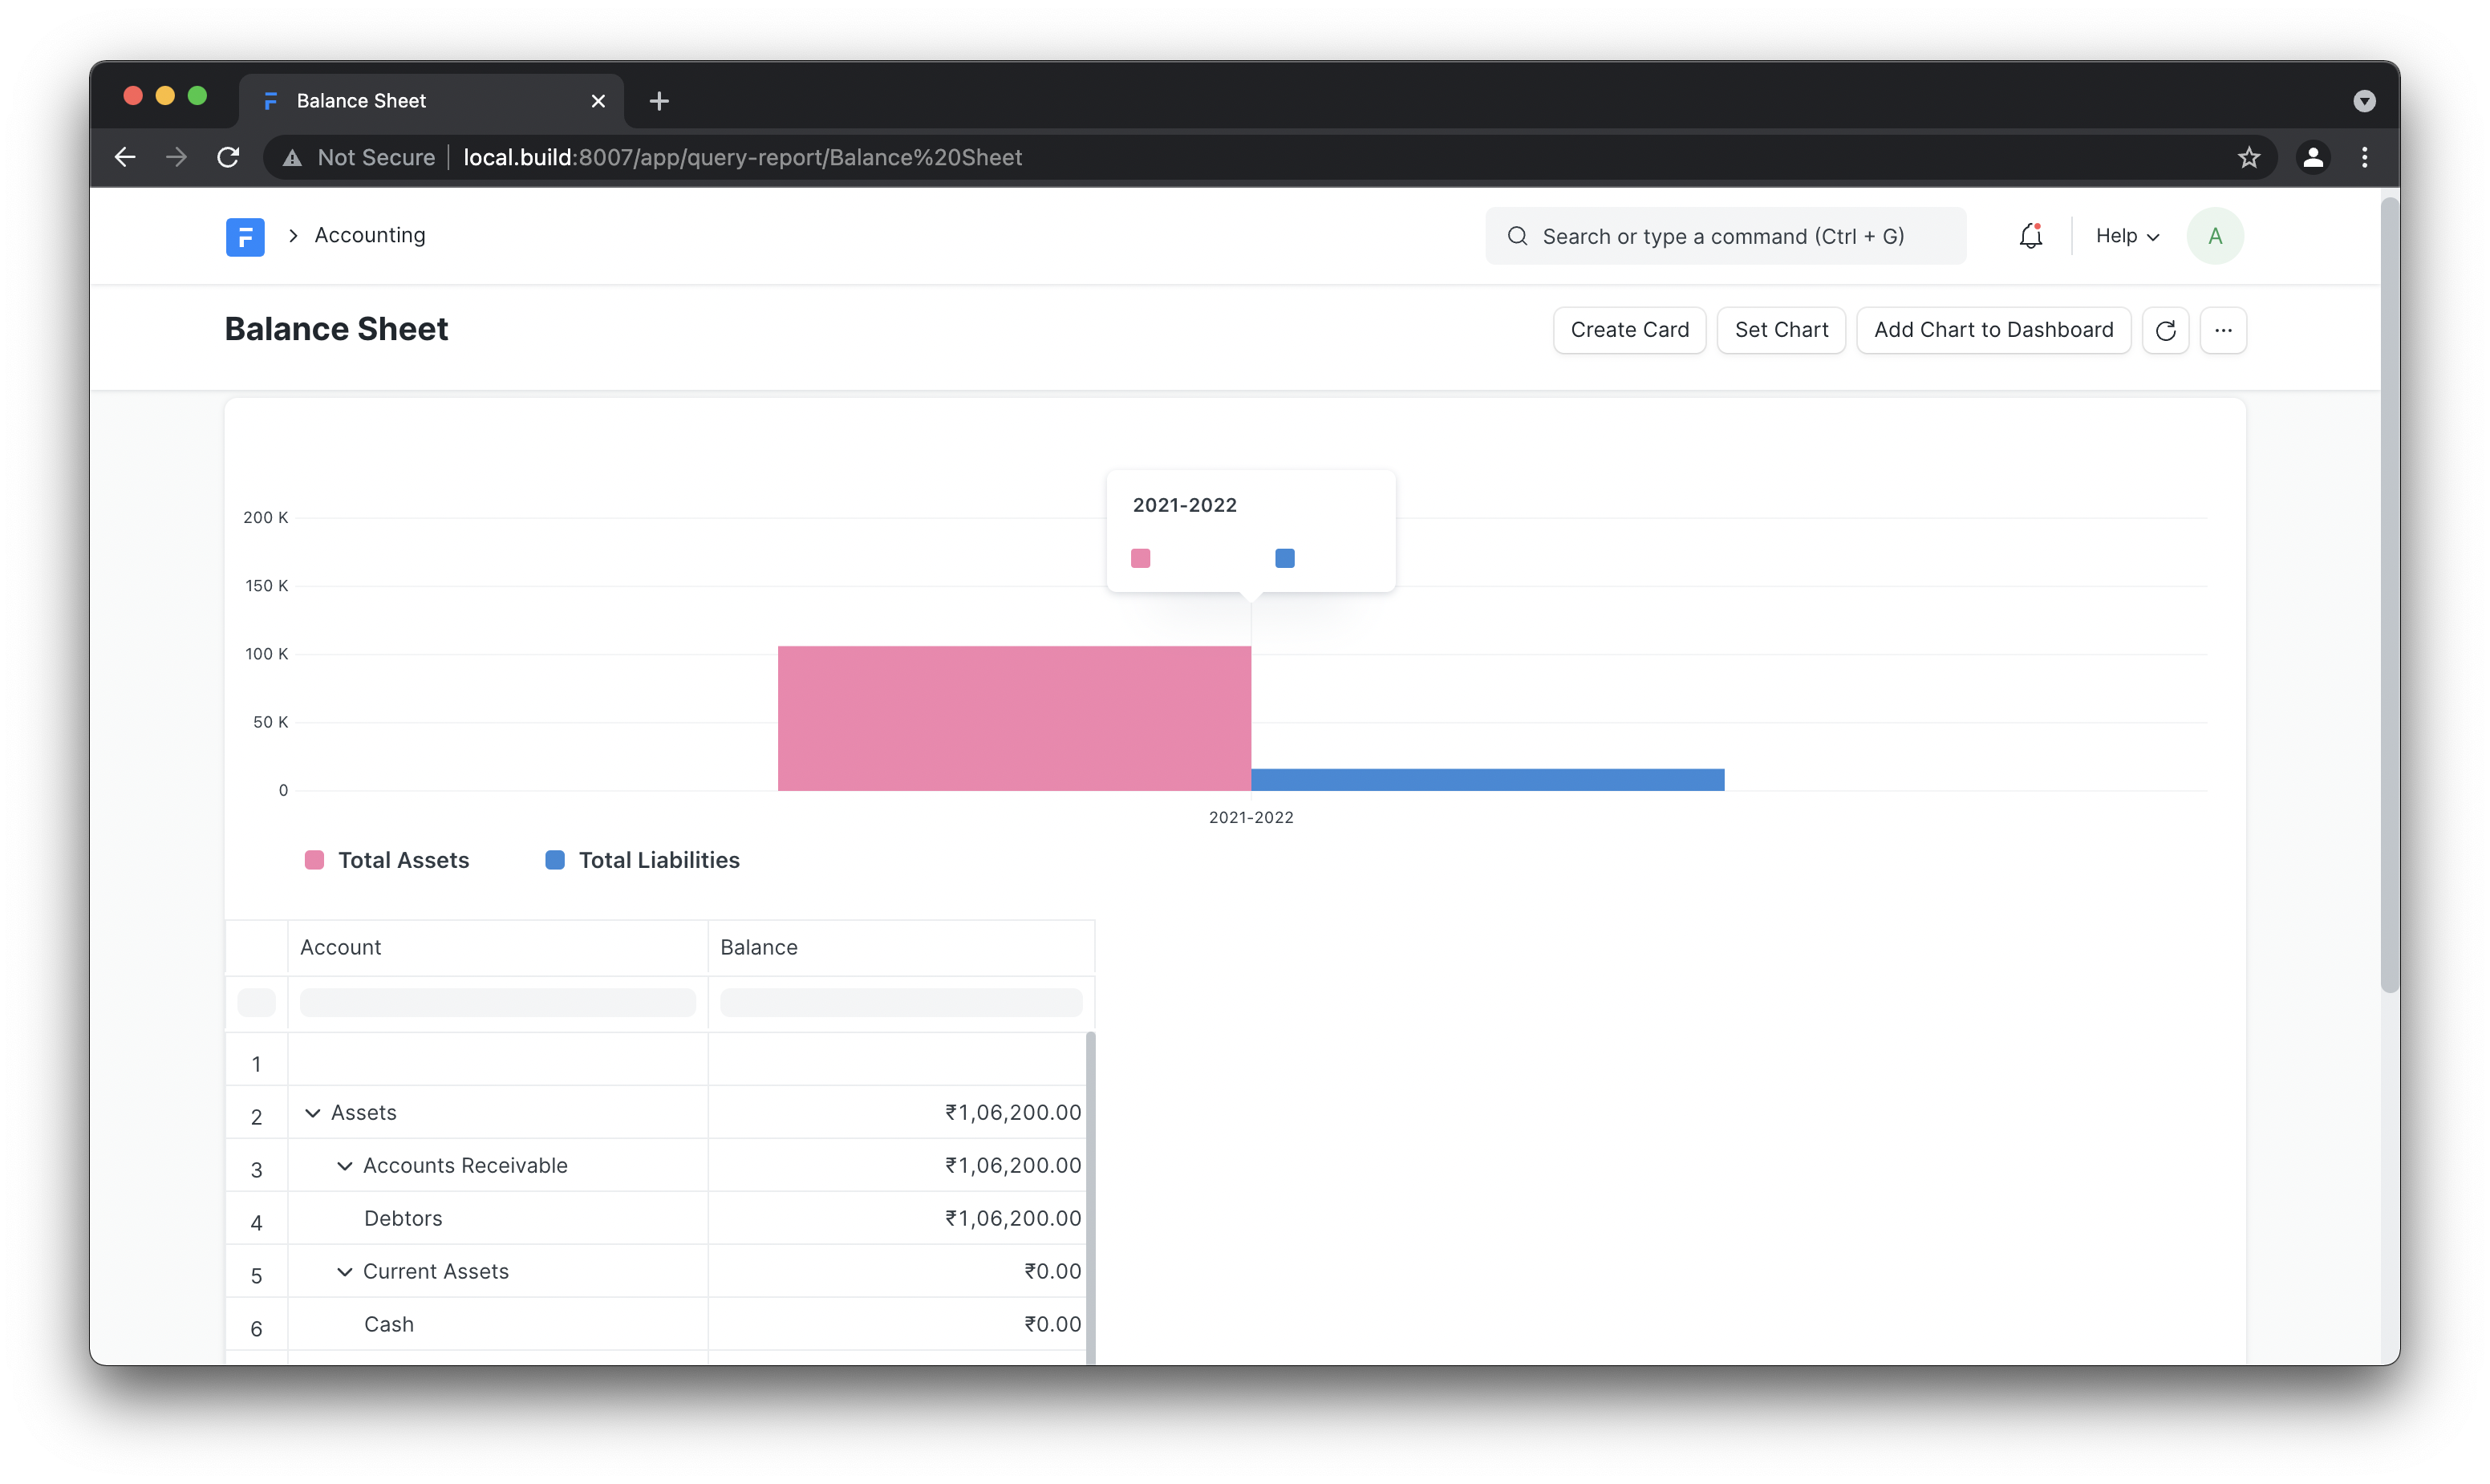 Balance Sheet
Not Secure local.build:8007/app/query-report/Balance%20Sheet
Accounting Search or type a command (Ctrl + G) Help A
Balance Sheet Create Card Set Chart Add Chart to Dashboard
2021-2022
200 K
150 K
100 K
50 K
0
2021-2022
Total Assets Total Liabilities
Account Balance
1
2 Assets ₹1,06,200.00
3 Accounts Receivable ₹1,06,200.00
4 Debtors ₹1,06,200.00
5 Current Assets ₹0.00
6 Cash ₹0.00